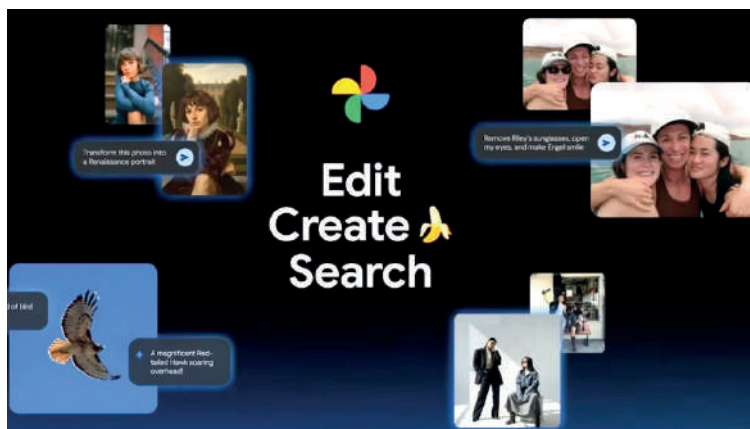 Transform this photo into
a Renaissance portrait
Remove Riley's sunglasses, open
my eyes, and make Engel smile
Edit
Create
Search
d of bird
A magnificent Red-
tailed Hawk soaring
overhead!